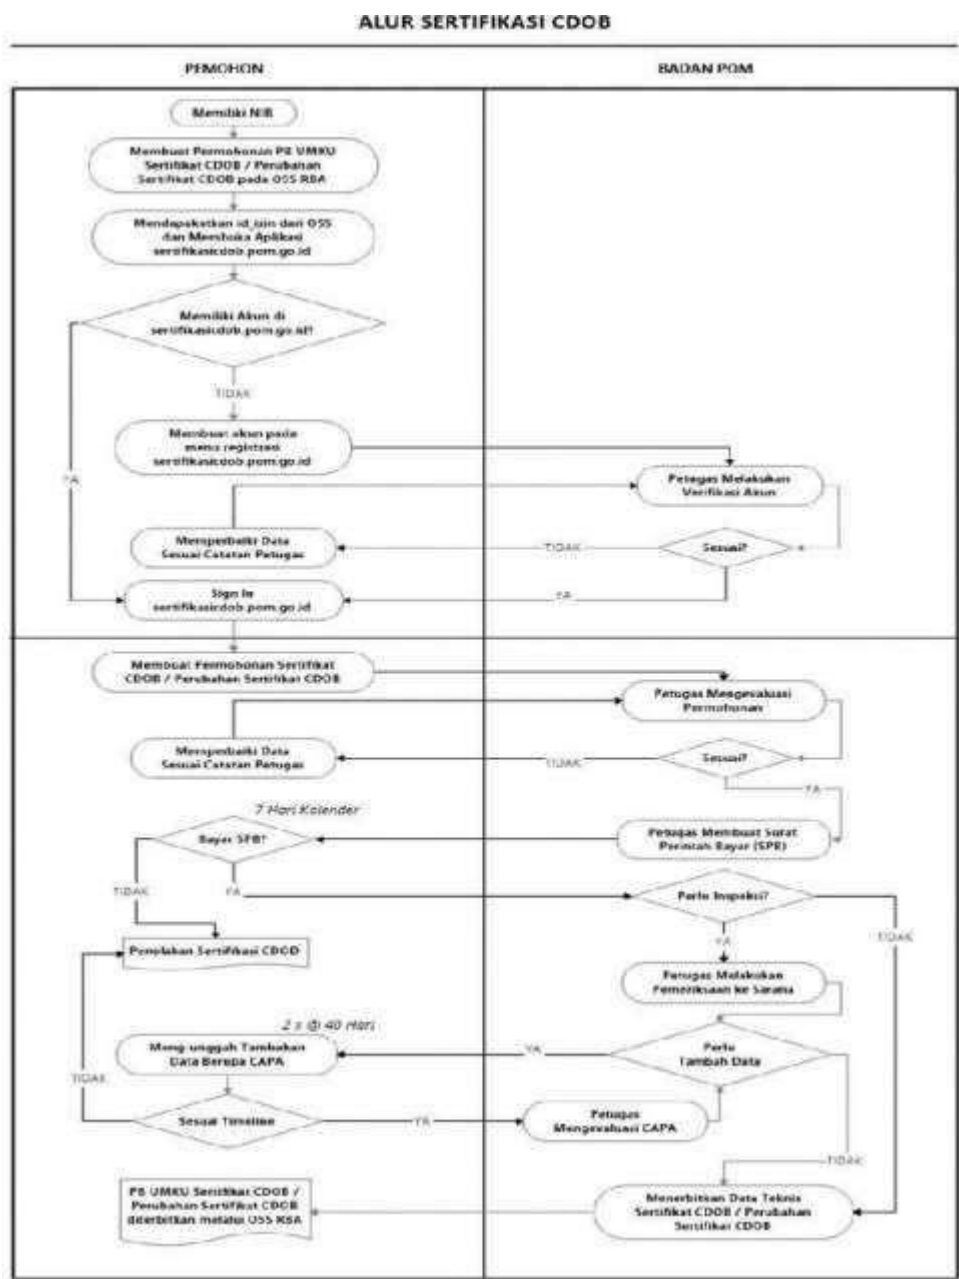 ALUR SERTIFIKASI CDOB
PEMOHON
BADAN POM
Memiliki NIB
Membuat Permohonan PB UMKU
Sertifikat CDOB / Perubahan
Sertifikat CDOB pada OSS RBA
Mendapakatkan id_izin dari OSS
dan Membuka Aplikasi
sertifikasicdob.pom.go.id
Memiliki Akun di
sertifikasicdob.pom.go.id?
TIDAK
YA
Membuat akun pada
menu registrasi
sertifikasicdob.pom.go.id
Petugas Melakukan
Verifikasi Akun
Memperbaiki Data
Sesuai Catatan Petugas
TIDAK
Sesuai?
YA
Sign In
sertifikasicdob.pom.go.id
Membuat Permohonan Sertifikat
CDOB / Perubahan Sertifikat CDOB
Petugas Mengevaluasi
Permohonan
Memperbaiki Data
Sesuai Catatan Petugas
TIDAK
Sesuai?
YA
7 Hari Kalender
Bayar SPB?
Petugas Membuat Surat
Perintah Bayar (SPB)
TIDAK
YA
Perlu Inspeksi?
YA
TIDAK
Penolakan Sertifikasi CDOB
Petugas Melakukan
Pemeriksaan ke Sarana
2 x @ 40 Hari
Meng-unggah Tambahan
Data Berupa CAPA
YA
Perlu
Tambah Data
TIDAK
Sesuai Timeline
YA
Petugas
Mengevaluasi CAPA
TIDAK
PB UMKU Sertifikat CDOB /
Perubahan Sertifikat CDOB
diterbitkan melalui OSS RBA
Menerbitkan Data Teknis
Sertifikat CDOB / Perubahan
Sertifikat CDOB